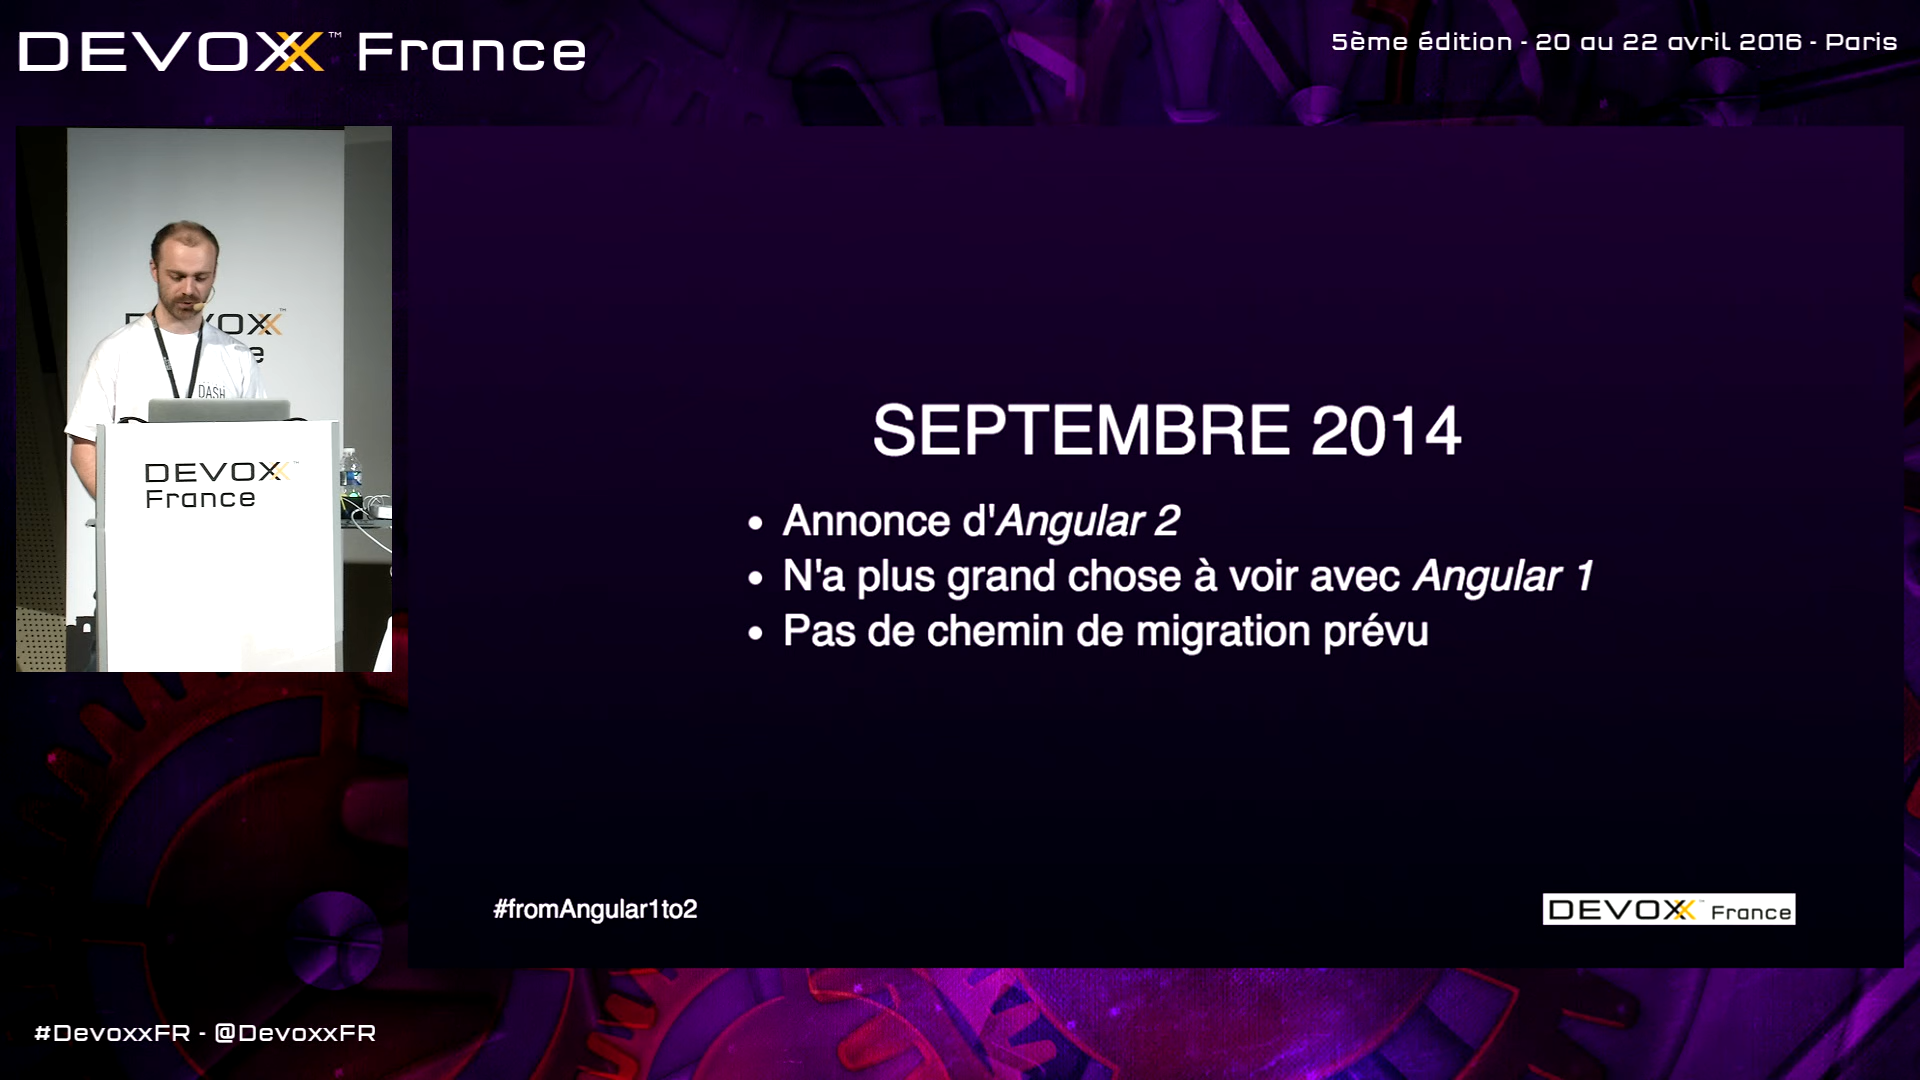 DEVOXX™ France
5ème édition - 20 au 22 avril 2016 - Paris
DASH
DEVOXX™
France
SEPTEMBRE 2014
• Annonce d'Angular 2
• N'a plus grand chose à voir avec Angular 1
• Pas de chemin de migration prévu
#fromAngular1to2
DEVOXX™ France
#DevoxxFR - @DevoxxFR